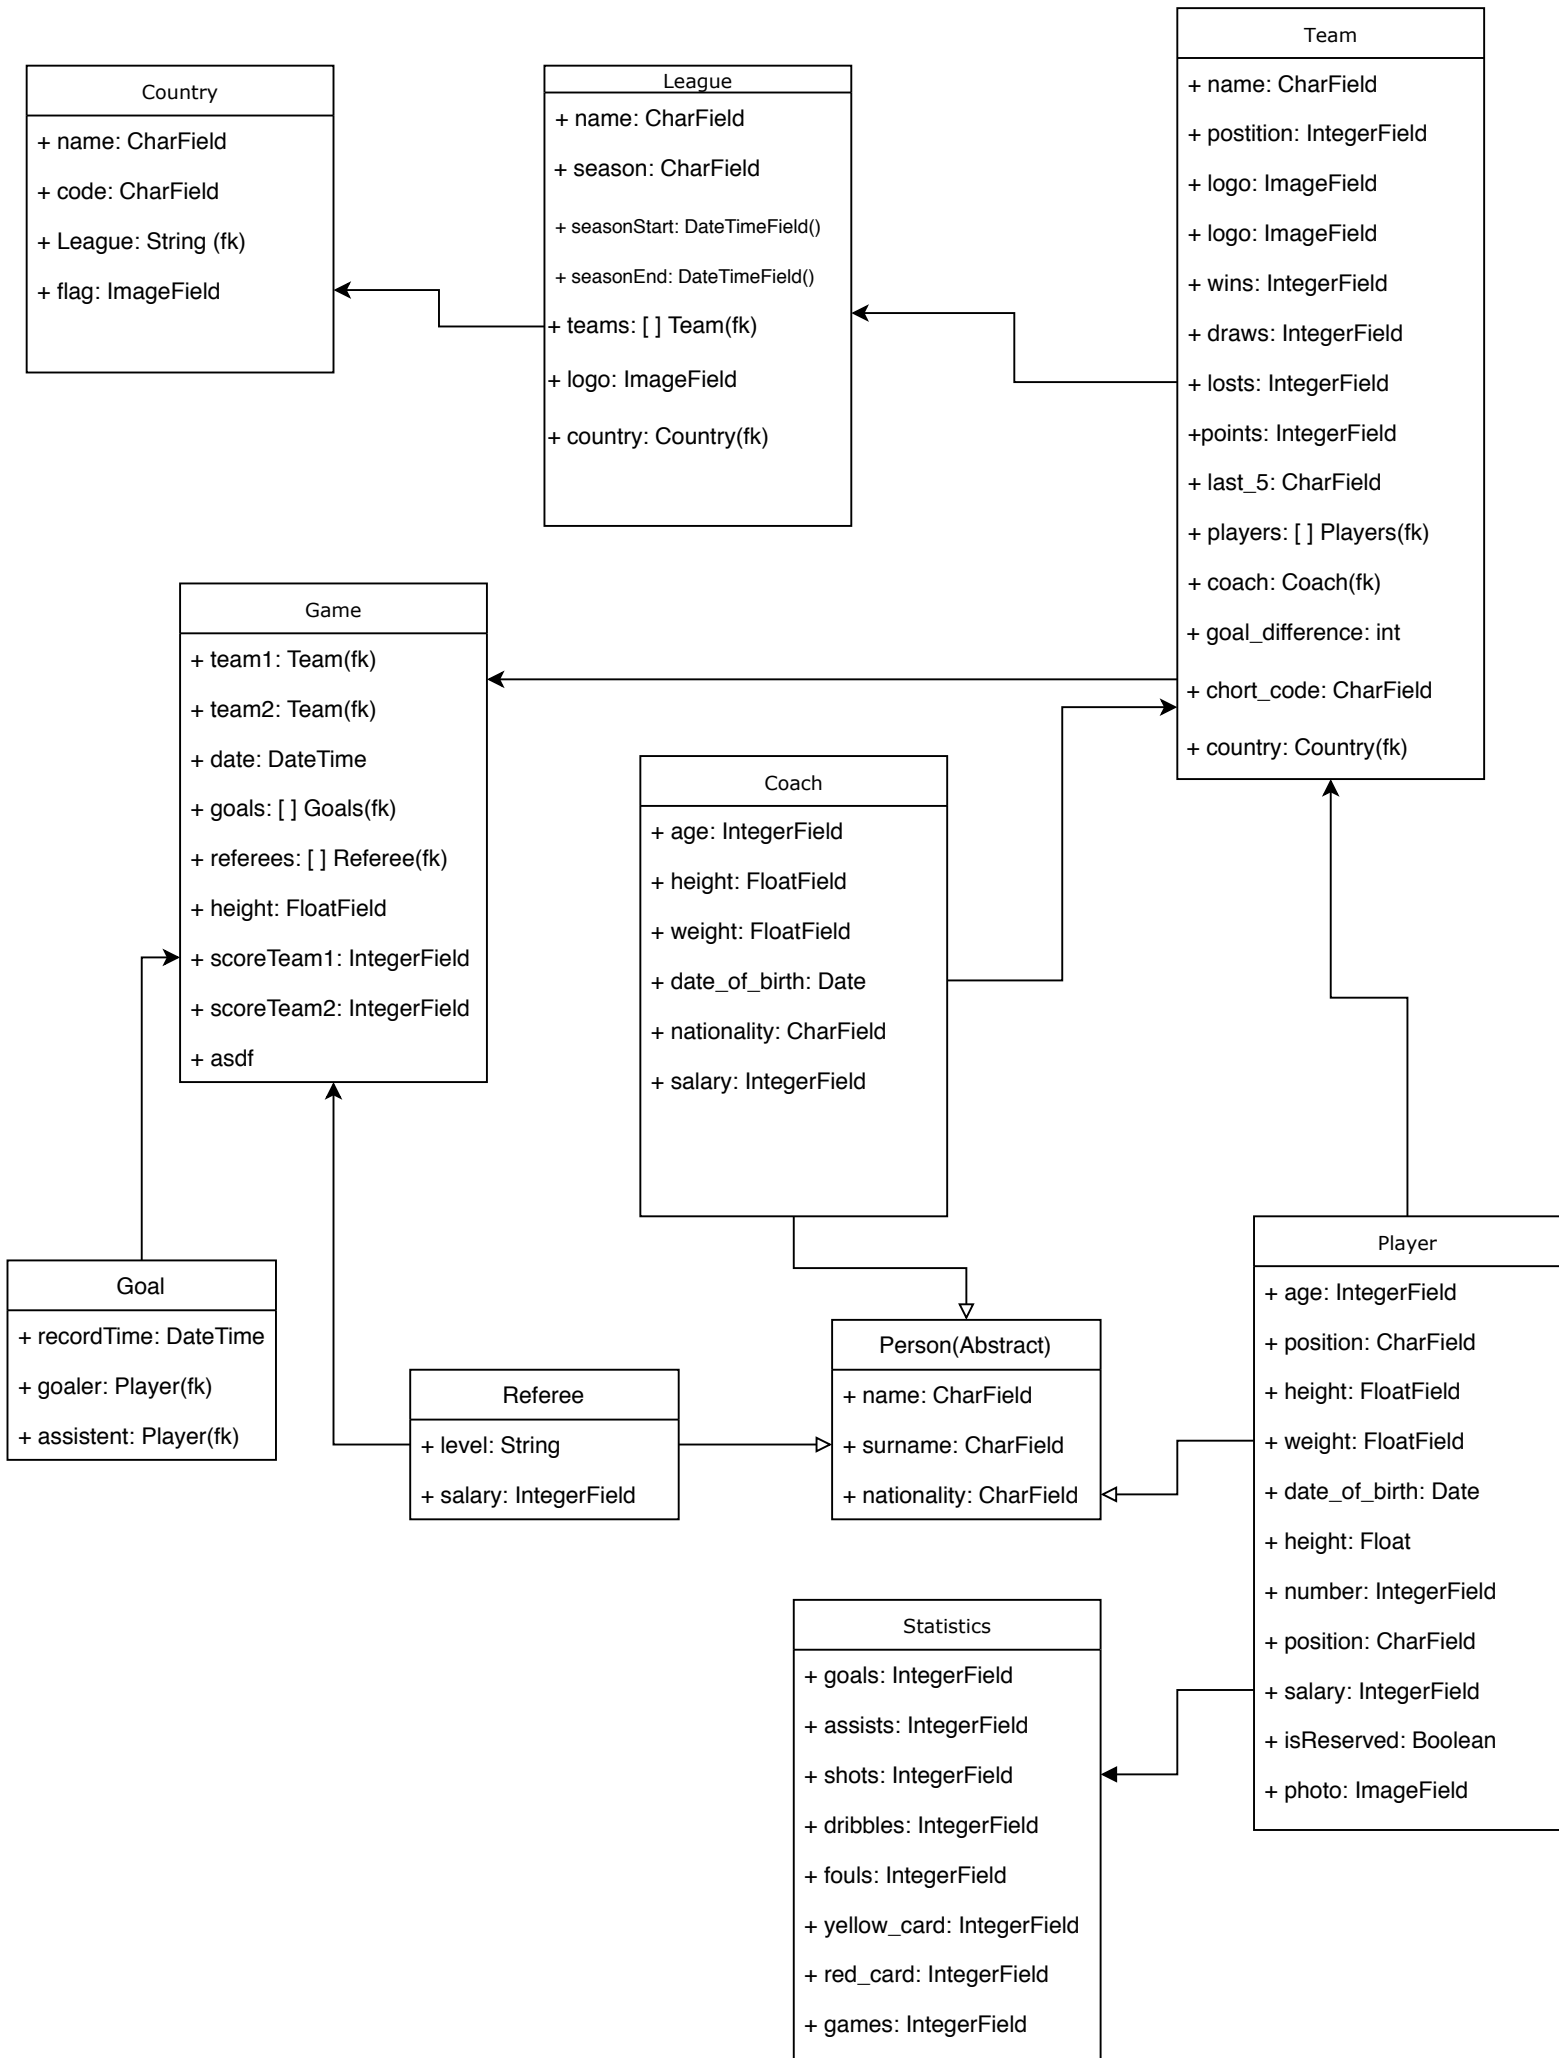 Country
+ name: CharField
+ code: CharField
+ League: String (fk)
+ flag: ImageField
League
+ name: CharField
+ season: CharField
+ seasonStart: DateTimeField()
+ seasonEnd: DateTimeField()
+ teams: [ ] Team(fk)
+ logo: ImageField
+ country: Country(fk)
Team
+ name: CharField
+ postition: IntegerField
+ logo: ImageField
+ logo: ImageField
+ wins: IntegerField
+ draws: IntegerField
+ losts: IntegerField
+points: IntegerField
+ last_5: CharField
+ players: [ ] Players(fk)
+ coach: Coach(fk)
+ goal_difference: int
+ chort_code: CharField
+ country: Country(fk)
Game
+ team1: Team(fk)
+ team2: Team(fk)
+ date: DateTime
+ goals: [ ] Goals(fk)
+ referees: [ ] Referee(fk)
+ height: FloatField
+ scoreTeam1: IntegerField
+ scoreTeam2: IntegerField
+ asdf
Coach
+ age: IntegerField
+ height: FloatField
+ weight: FloatField
+ date_of_birth: Date
+ nationality: CharField
+ salary: IntegerField
Goal
+ recordTime: DateTime
+ goaler: Player(fk)
+ assistent: Player(fk)
Referee
+ level: String
+ salary: IntegerField
Person(Abstract)
+ name: CharField
+ surname: CharField
+ nationality: CharField
Player
+ age: IntegerField
+ position: CharField
+ height: FloatField
+ weight: FloatField
+ date_of_birth: Date
+ height: Float
+ number: IntegerField
+ position: CharField
+ salary: IntegerField
+ isReserved: Boolean
+ photo: ImageField
Statistics
+ goals: IntegerField
+ assists: IntegerField
+ shots: IntegerField
+ dribbles: IntegerField
+ fouls: IntegerField
+ yellow_card: IntegerField
+ red_card: IntegerField
+ games: IntegerField